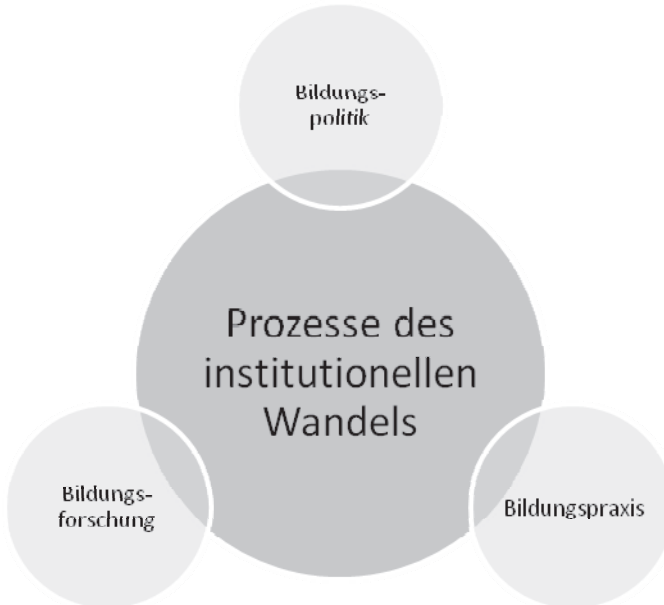 Bildungs-
politik
Prozesse des
institutionellen
Wandels
Bildungs-
forschung
Bildungspraxis